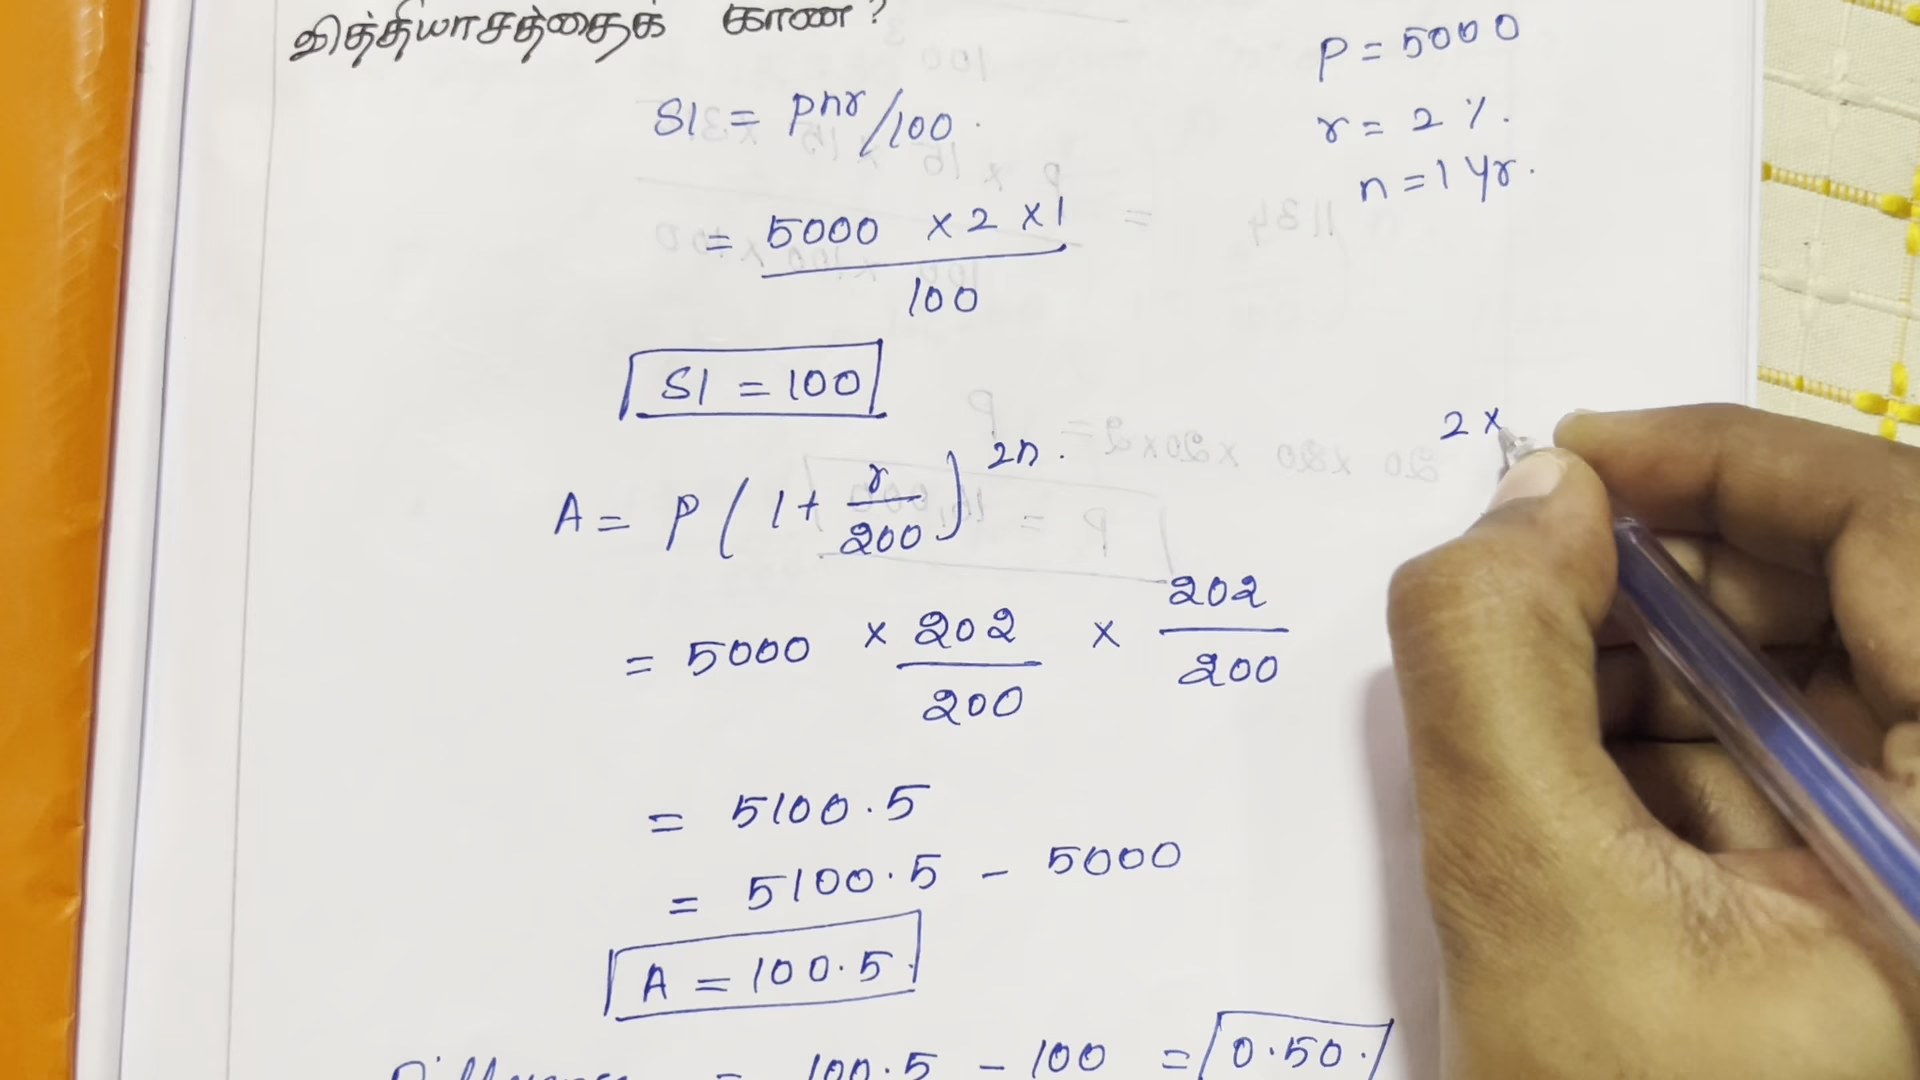 வித்தியாசத்தைக் காண?
P = 5000
r = 2 %.
n = 1 yr.
SI = pnr/100.
= 5000 × 2 × 1
100
SI = 100
2 ×
A = P ( 1 + r/200 ) 2n.
= 5000 × 202/200 × 202/200
= 5100.5
= 5100.5 - 5000
A = 100.5
Difference = 100.5 - 100 = 0.50.